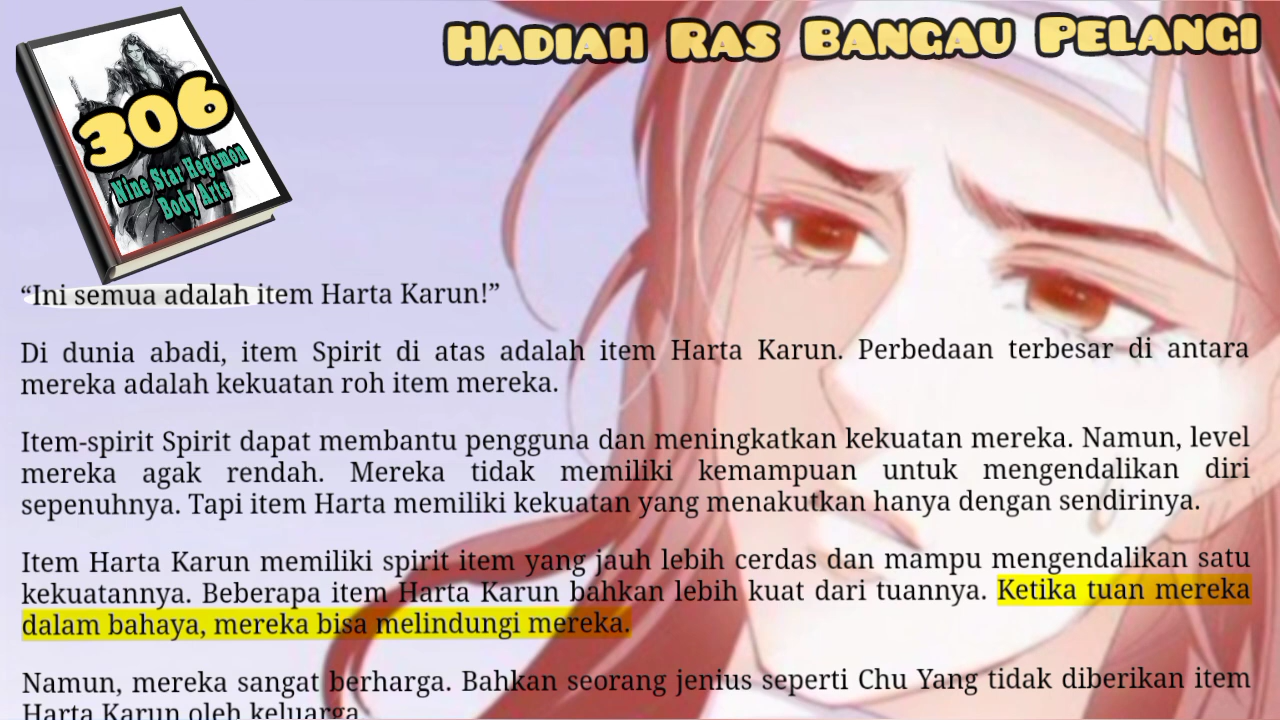 HADIAH RAS BANGAU PELANGI
306
Nine Star Hegemon
Body Arts
“Ini semua adalah item Harta Karun!”
Di dunia abadi, item Spirit di atas adalah item Harta Karun. Perbedaan terbesar di antara
mereka adalah kekuatan roh item mereka.
Item-spirit Spirit dapat membantu pengguna dan meningkatkan kekuatan mereka. Namun, level
mereka agak rendah. Mereka tidak memiliki kemampuan untuk mengendalikan diri
sepenuhnya. Tapi item Harta memiliki kekuatan yang menakutkan hanya dengan sendirinya.
Item Harta Karun memiliki spirit item yang jauh lebih cerdas dan mampu mengendalikan satu
kekuatannya. Beberapa item Harta Karun bahkan lebih kuat dari tuannya. Ketika tuan mereka
dalam bahaya, mereka bisa melindungi mereka.
Namun, mereka sangat berharga. Bahkan seorang jenius seperti Chu Yang tidak diberikan item
Harta Karun oleh keluarga